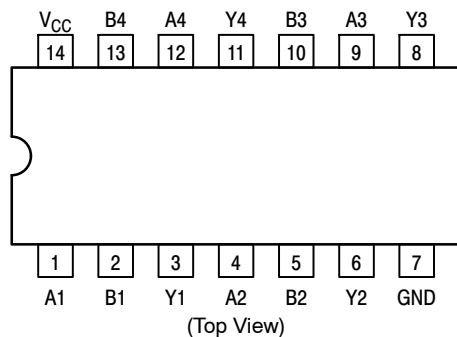 V_CC B4 A4 Y4 B3 A3 Y3
14 13 12 11 10 9 8
1 2 3 4 5 6 7
A1 B1 Y1 A2 B2 Y2 GND
(Top View)